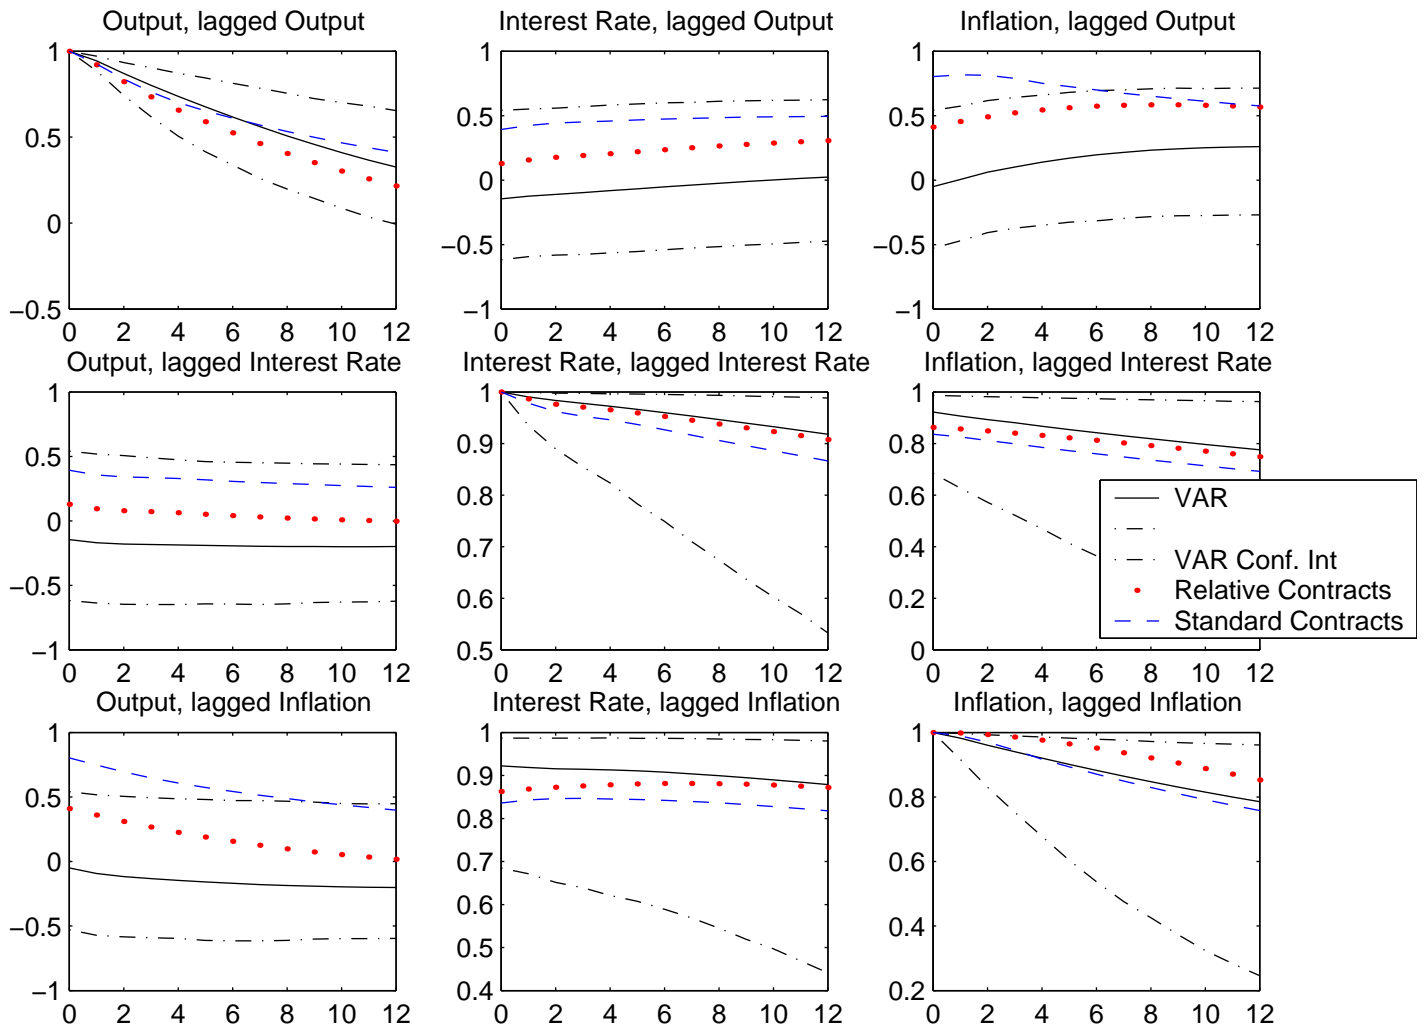 Output, lagged Output
Interest Rate, lagged Output
Inflation, lagged Output
1
0.5
0
−0.5
0 2 4 6 8 10 12
1
0.5
0
−0.5
−1
0 2 4 6 8 10 12
1
0.5
0
−0.5
−1
0 2 4 6 8 10 12
Output, lagged Interest Rate
Interest Rate, lagged Interest Rate
Inflation, lagged Interest Rate
1
0.5
0
−0.5
−1
0 2 4 6 8 10 12
1
0.9
0.8
0.7
0.6
0.5
0 2 4 6 8 10 12
1
0.8
0.6
0.4
0.2
0
0 2 4 6 8 10 12
VAR
VAR Conf. Int
Relative Contracts
Standard Contracts
Output, lagged Inflation
Interest Rate, lagged Inflation
Inflation, lagged Inflation
1
0.5
0
−0.5
−1
0 2 4 6 8 10 12
1
0.9
0.8
0.7
0.6
0.5
0.4
0 2 4 6 8 10 12
1
0.8
0.6
0.4
0.2
0 2 4 6 8 10 12